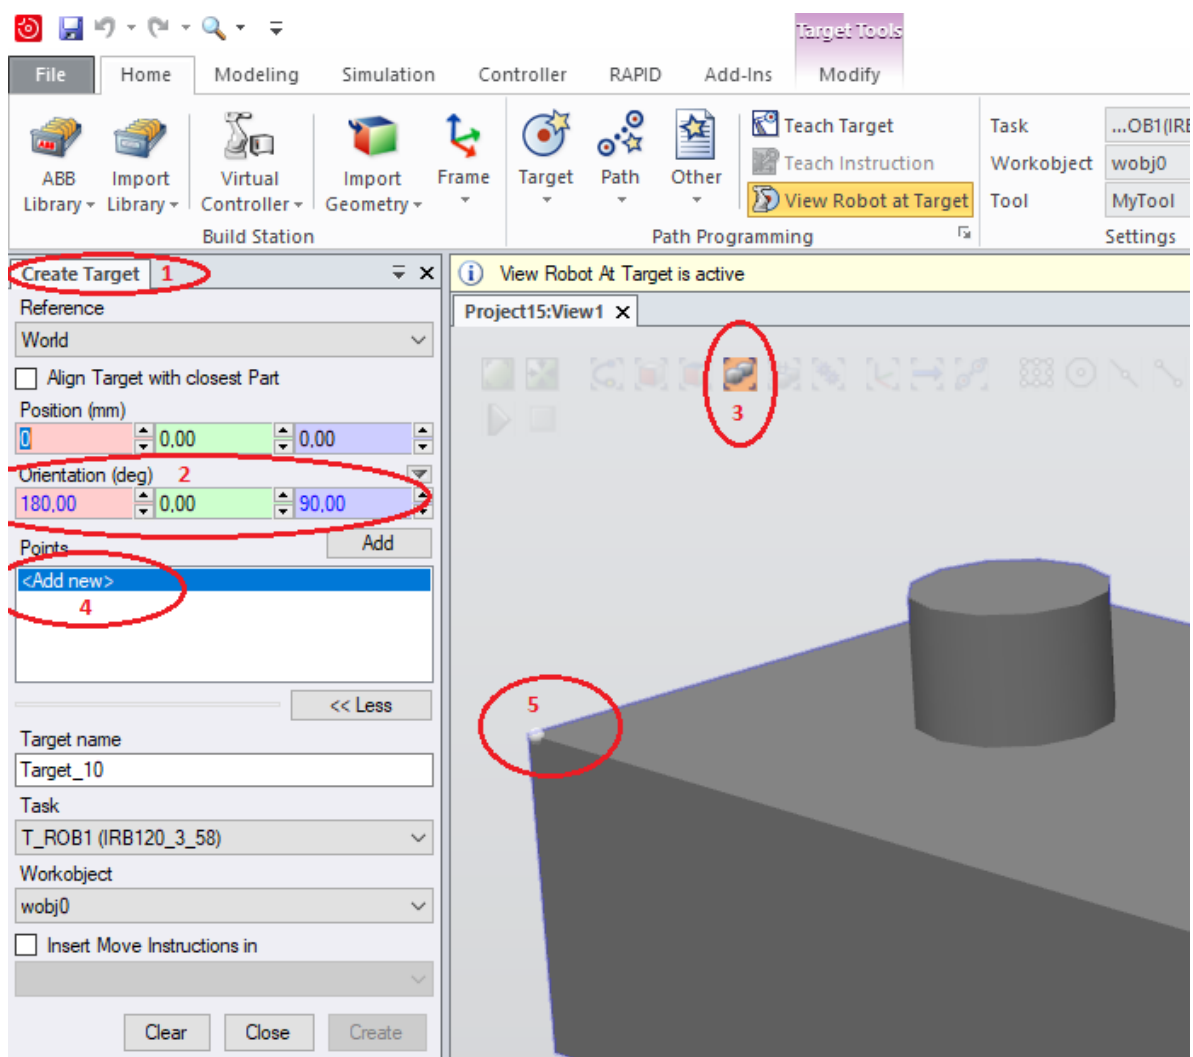 Target Tools
File Home Modeling Simulation Controller RAPID Add-Ins Modify
ABB Library
Import Library
Virtual Controller
Import Geometry
Frame
Target
Path
Other
Teach Target
Teach Instruction
View Robot at Target
Task ...OB1(IRB
Workobject wobj0
Tool MyTool
Build Station Path Programming Settings
Create Target 1
View Robot At Target is active
Reference
World
Project15:View1
Align Target with closest Part
Position (mm)
0 0,00 0,00
3
Orientation (deg) 2
180,00 0,00 90,00
Points Add
<Add new>
4
5
<< Less
Target name
Target_10
Task
T_ROB1 (IRB120_3_58)
Workobject
wobj0
Insert Move Instructions in
Clear Close Create